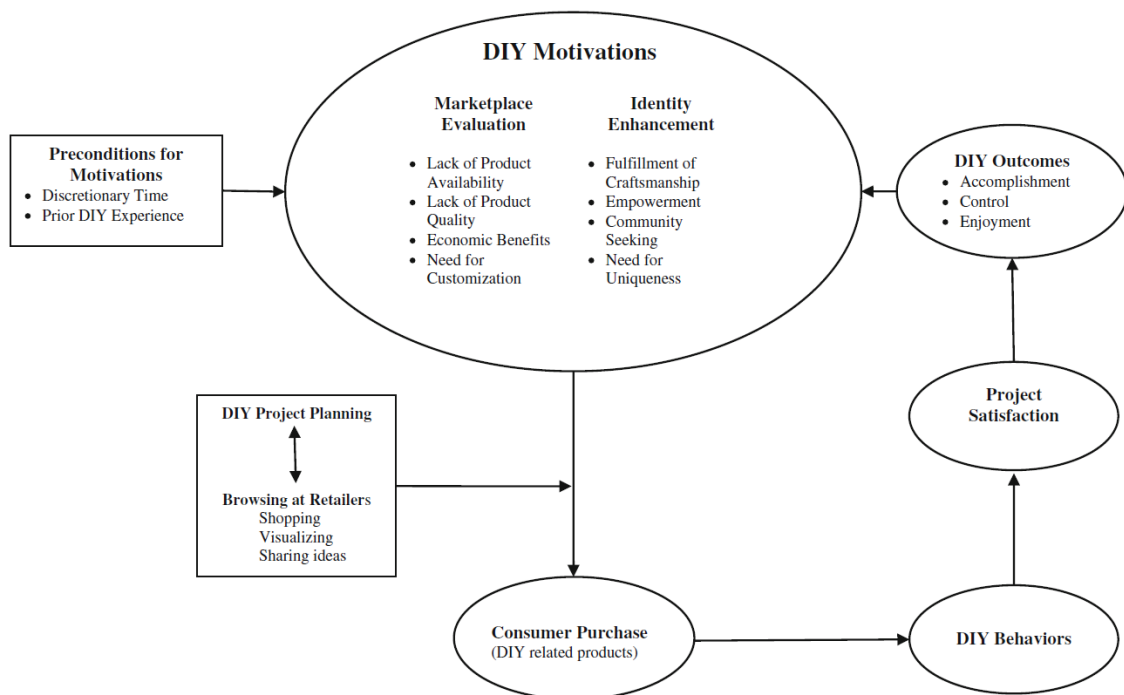 DIY Motivations
Marketplace
Evaluation
• Lack of Product
Availability
• Lack of Product
Quality
• Economic Benefits
• Need for
Customization
Identity
Enhancement
• Fulfillment of
Craftsmanship
• Empowerment
• Community
Seeking
• Need for
Uniqueness
Preconditions for
Motivations
• Discretionary Time
• Prior DIY Experience
DIY Outcomes
• Accomplishment
• Control
• Enjoyment
DIY Project Planning
Browsing at Retailers
Shopping
Visualizing
Sharing ideas
Project
Satisfaction
Consumer Purchase
(DIY related products)
DIY Behaviors